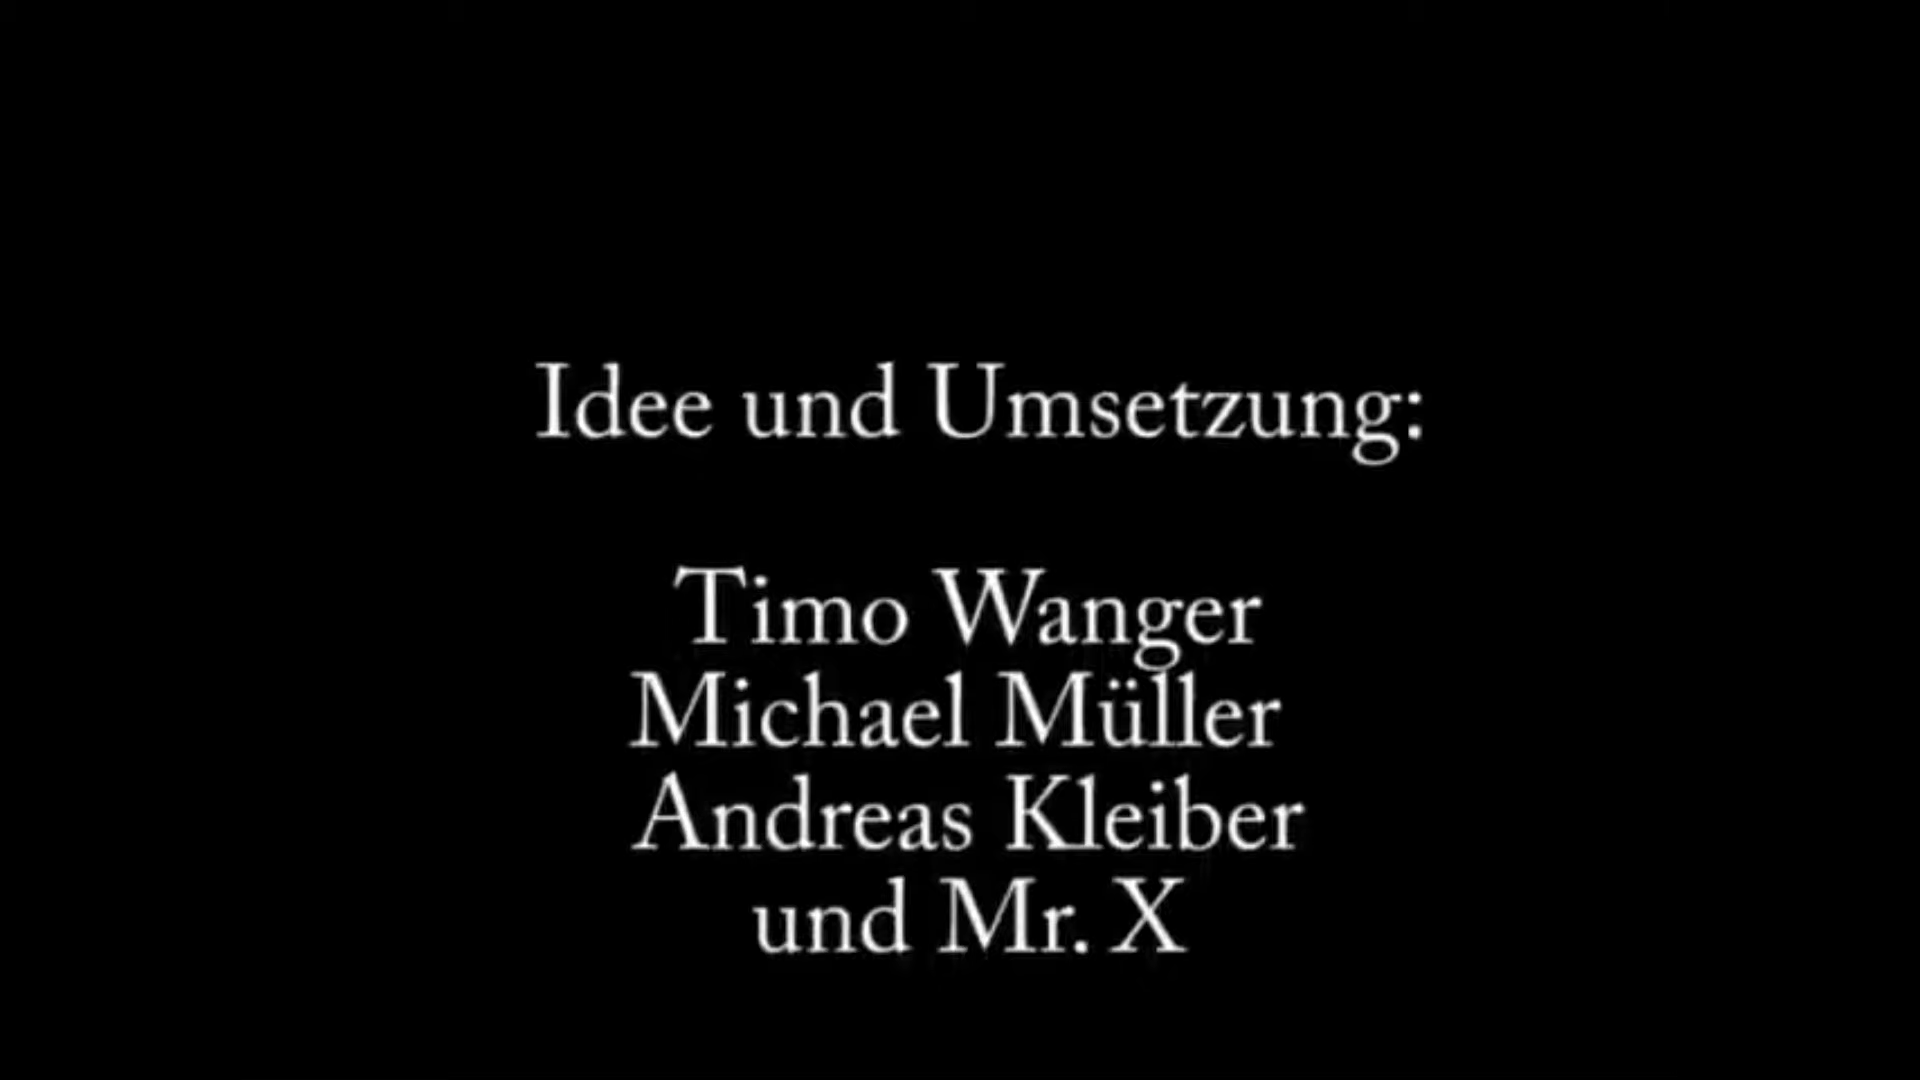 Idee und Umsetzung:
Timo Wanger
Michael Müller
Andreas Kleiber
und Mr. X